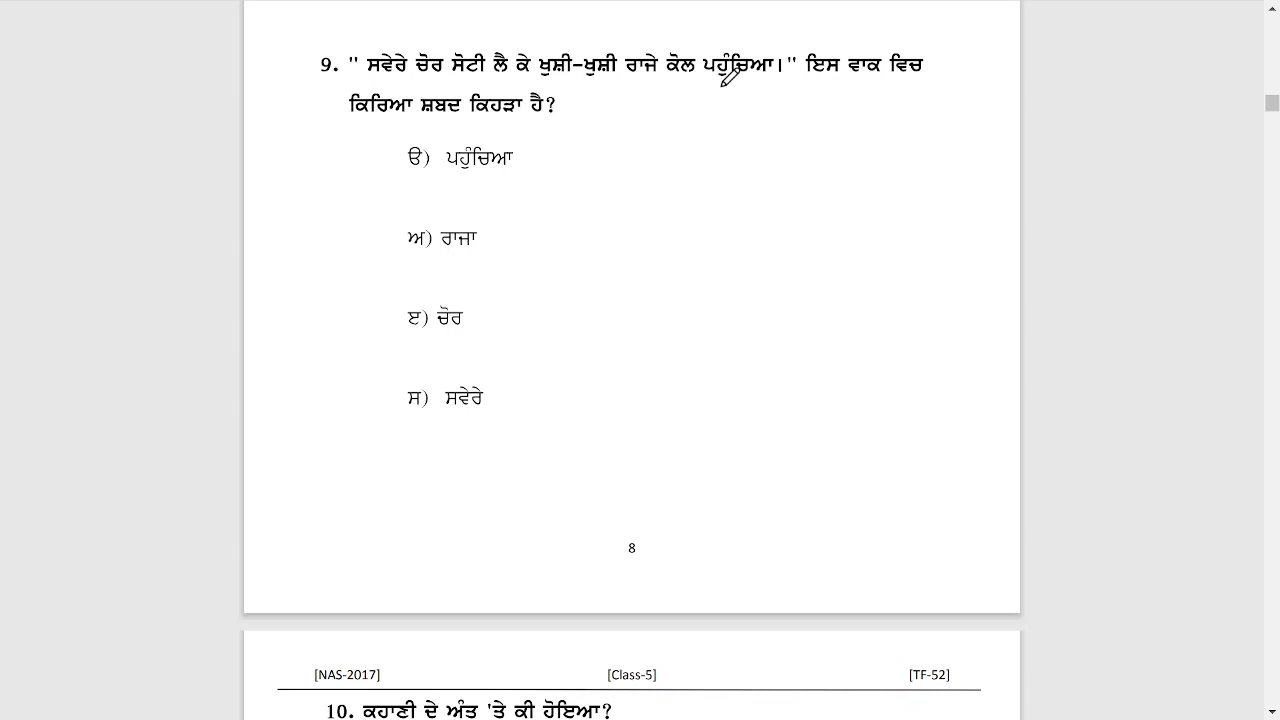 9. " ਸਵੇਰੇ ਚੋਰ ਸੋਟੀ ਲੈ ਕੇ ਖੁਸ਼ੀ-ਖੁਸ਼ੀ ਰਾਜੇ ਕੋਲ ਪਹੁੰਚਿਆ।" ਇਸ ਵਾਕ ਵਿਚ
ਕਿਰਿਆ ਸ਼ਬਦ ਕਿਹੜਾ ਹੈ?
ੳ) ਪਹੁੰਚਿਆ
ਅ) ਰਾਜਾ
ੲ) ਚੋਰ
ਸ) ਸਵੇਰੇ
8
[NAS-2017] [Class-5] [TF-52]
10. ਕਹਾਣੀ ਦੇ ਅੰਤ 'ਤੇ ਕੀ ਹੋਇਆ?